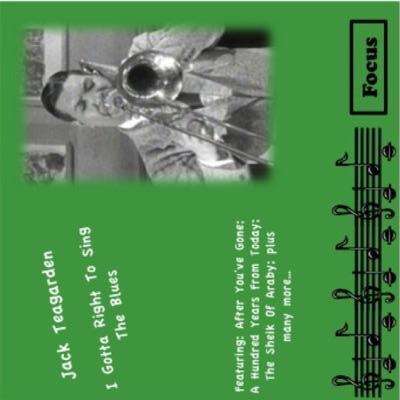 Focus
Jack Teagarden
I Gotta Right To Sing
The Blues
featuring: After You've Gone:
A Hundred Years from Today:
The Sheik Of Araby: plus
many more...